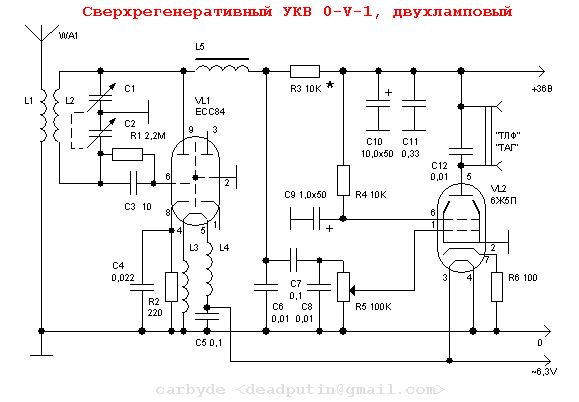 Сверхрегенеративный УКВ 0-V-1, двухламповый
WA1
L5
+36В
L1
L2
C1
VL1
ECC84
R3 10K *
C2
R1 2,2M
C10
10,0x50
C11
0,33
"ТЛФ"
"ТАГ"
C12
0,01
9
3
5
VL2
6Ж5П
6
2
C3 10
C9 1,0x50
R4 10K
6
1
8
1
4
5
2
7
L3
L4
C4
0,022
R2
220
C7
0,1
3
4
R6 100
C6
0,01
C8
0,01
R5 100K
C5 0,1
0
~6,3V
carbyde <deadputin@gmail.com>